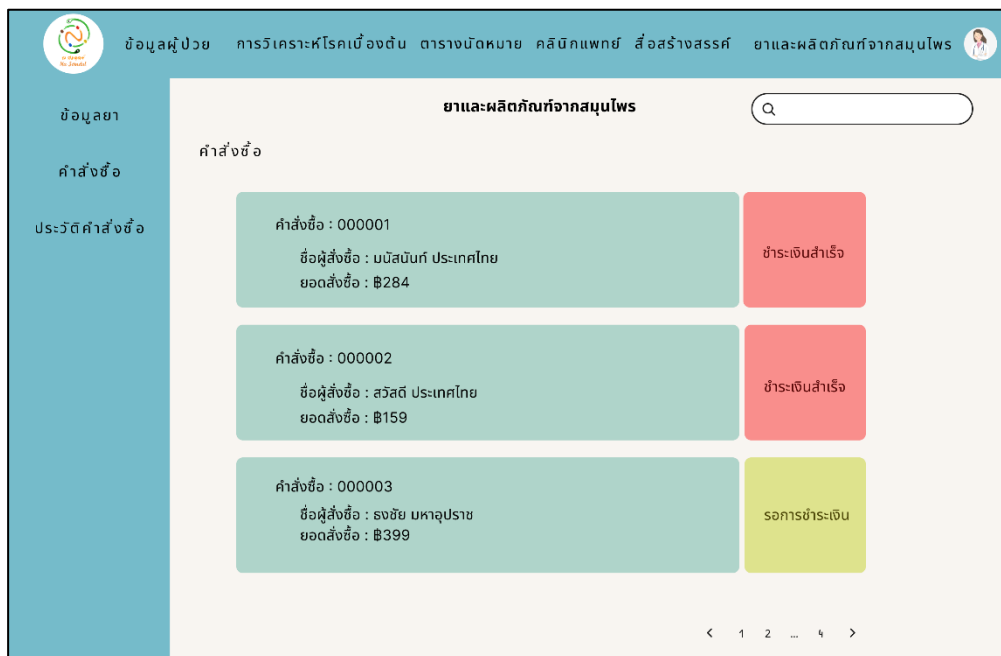 ข้อมูลผู้ป่วย การวิเคราะห์โรคเบื้องต้น ตารางนัดหมาย คลินิกแพทย์ สื่อสร้างสรรค์ ยาและผลิตภัณฑ์จากสมุนไพร
ข้อมูลยา
คำสั่งซื้อ
ประวัติคำสั่งซื้อ
ยาและผลิตภัณฑ์จากสมุนไพร
คำสั่งซื้อ
คำสั่งซื้อ : 000001
ชื่อผู้สั่งซื้อ : มนัสนันท์ ประเทศไทย
ยอดสั่งซื้อ : ฿284
ชำระเงินสำเร็จ
คำสั่งซื้อ : 000002
ชื่อผู้สั่งซื้อ : สวัสดี ประเทศไทย
ยอดสั่งซื้อ : ฿159
ชำระเงินสำเร็จ
คำสั่งซื้อ : 000003
ชื่อผู้สั่งซื้อ : ธงชัย มหาอุปราช
ยอดสั่งซื้อ : ฿399
รอการชำระเงิน
< 1 2 ... 4 >